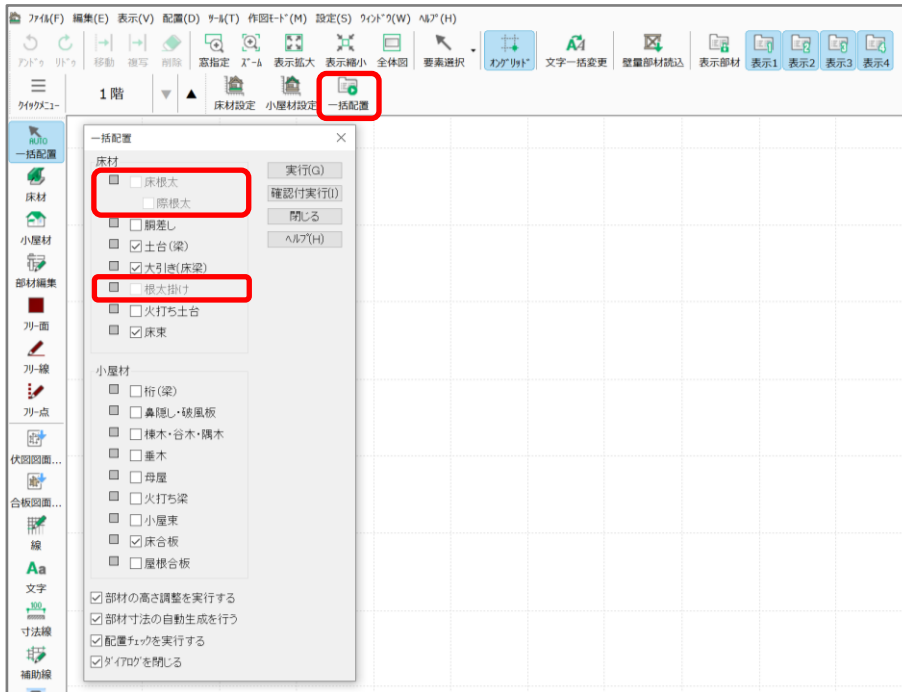 ﾌｧｲﾙ(F) 編集(E) 表示(V) 配置(D) ﾂｰﾙ(T) 作図ﾓｰﾄﾞ(M) 設定(S) ｳｨﾝﾄﾞｳ(W) ﾍﾙﾌﾟ(H)
ｱﾝﾄﾞｩ ﾘﾄﾞｩ 移動 複写 削除 窓指定 ｽﾞｰﾑ 表示拡大 表示縮小 全体図 要素選択 ｵﾝｸﾞﾘｯﾄﾞ 文字一括変更 壁量部材読込 表示部材 表示1 表示2 表示3 表示4
ｸｲｯｸﾒﾆｭｰ 1 階 ▼ ▲ 床材設定 小屋材設定 一括配置
AUTO
一括配置
床材
小屋材
部材編集
ﾌﾘｰ面
ﾌﾘｰ線
ﾌﾘｰ点
伏図図面...
合板図面...
線
Aa
文字
100
寸法線
補助線
一括配置
床材
床根太
際根太
胴差し
土台(梁)
大引き(床梁)
根太掛け
火打ち土台
床束
実行(G)
確認付実行(I)
閉じる
ﾍﾙﾌﾟ(H)
小屋材
桁(梁)
鼻隠し・破風板
棟木・谷木・隅木
垂木
母屋
火打ち梁
小屋束
床合板
屋根合板
部材の高さ調整を実行する
部材寸法の自動生成を行う
配置ﾁｪｯｸを実行する
ﾀﾞｲｱﾛｸﾞを閉じる